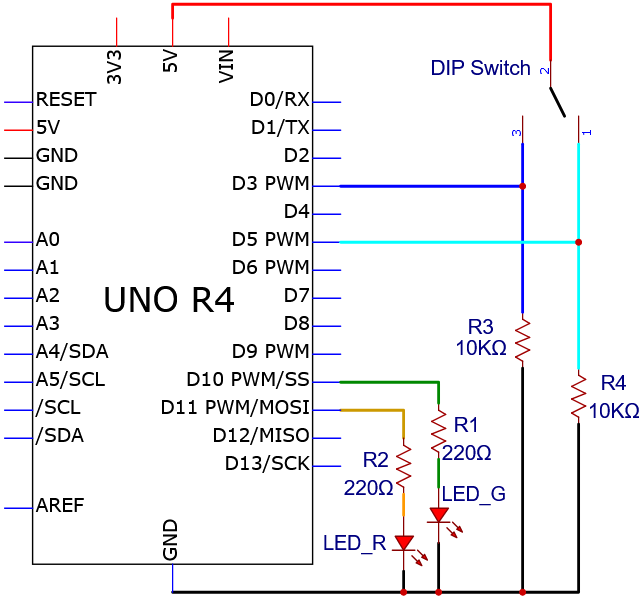 3V3
5V
VIN
DIP Switch
2
3
1
RESET
5V
GND
GND
A0
A1
A2
A3
A4/SDA
A5/SCL
/SCL
/SDA
AREF
UNO R4
D0/RX
D1/TX
D2
D3 PWM
D4
D5 PWM
D6 PWM
D7
D8
D9 PWM
D10 PWM/SS
D11 PWM/MOSI
D12/MISO
D13/SCK
GND
R3
10KΩ
R4
10KΩ
R1
220Ω
R2
220Ω
LED_G
LED_R